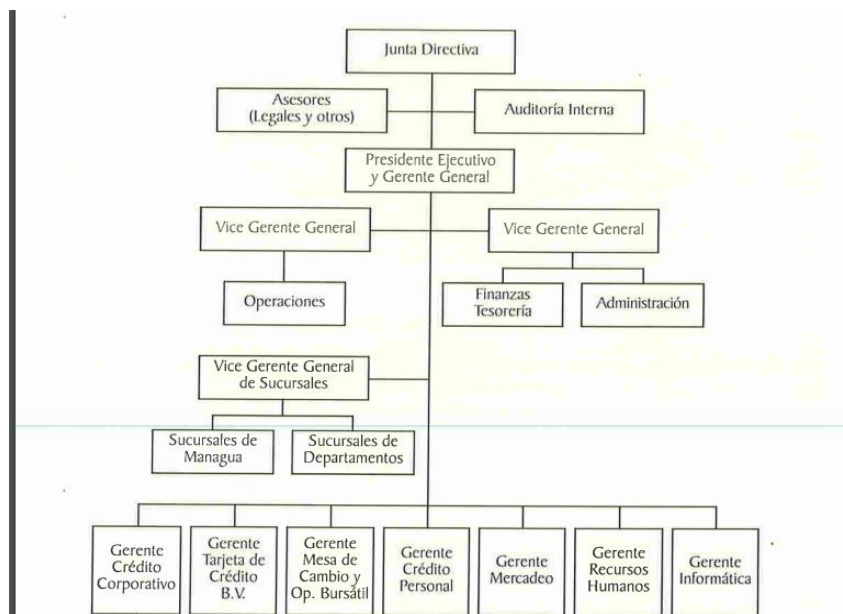 Junta Directiva
Asesores
(Legales y otros)
Auditoría Interna
Presidente Ejecutivo
y Gerente General
Vice Gerente General
Vice Gerente General
Operaciones
Finanzas
Tesorería
Administración
Vice Gerente General
de Sucursales
Sucursales de
Managua
Sucursales de
Departamentos
Gerente
Crédito
Corporativo
Gerente
Tarjeta de
Crédito
B.V.
Gerente
Mesa de
Cambio y
Op. Bursátil
Gerente
Crédito
Personal
Gerente
Mercadeo
Gerente
Recursos
Humanos
Gerente
Informática